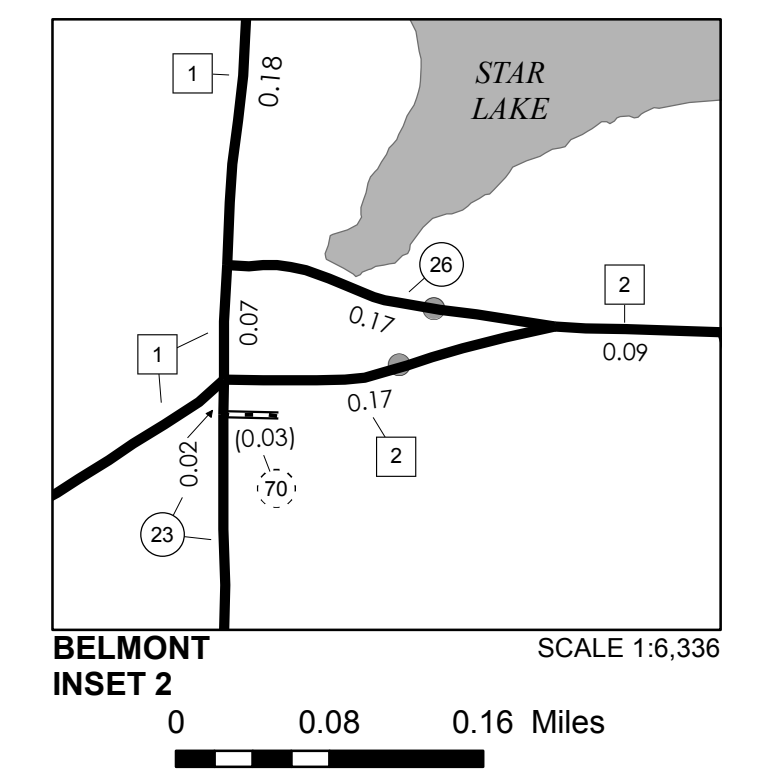 1
0.18
STAR
LAKE
26
2
0.17
0.07
0.09
1
0.17
2
0.02
(0.03)
70
23
BELMONT
INSET 2
SCALE 1:6,336
0 0.08 0.16 Miles